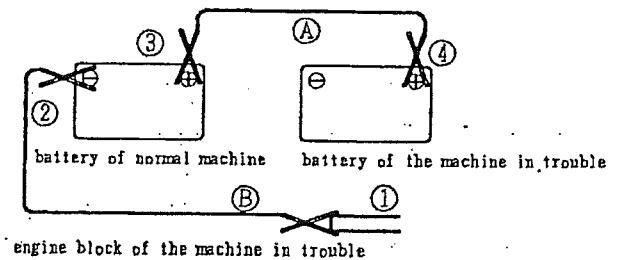 Ⓐ
③
④
⊖ ⊕ ⊖ ⊕
②
battery of normal machine battery of the machine in trouble
Ⓑ ①
engine block of the machine in trouble